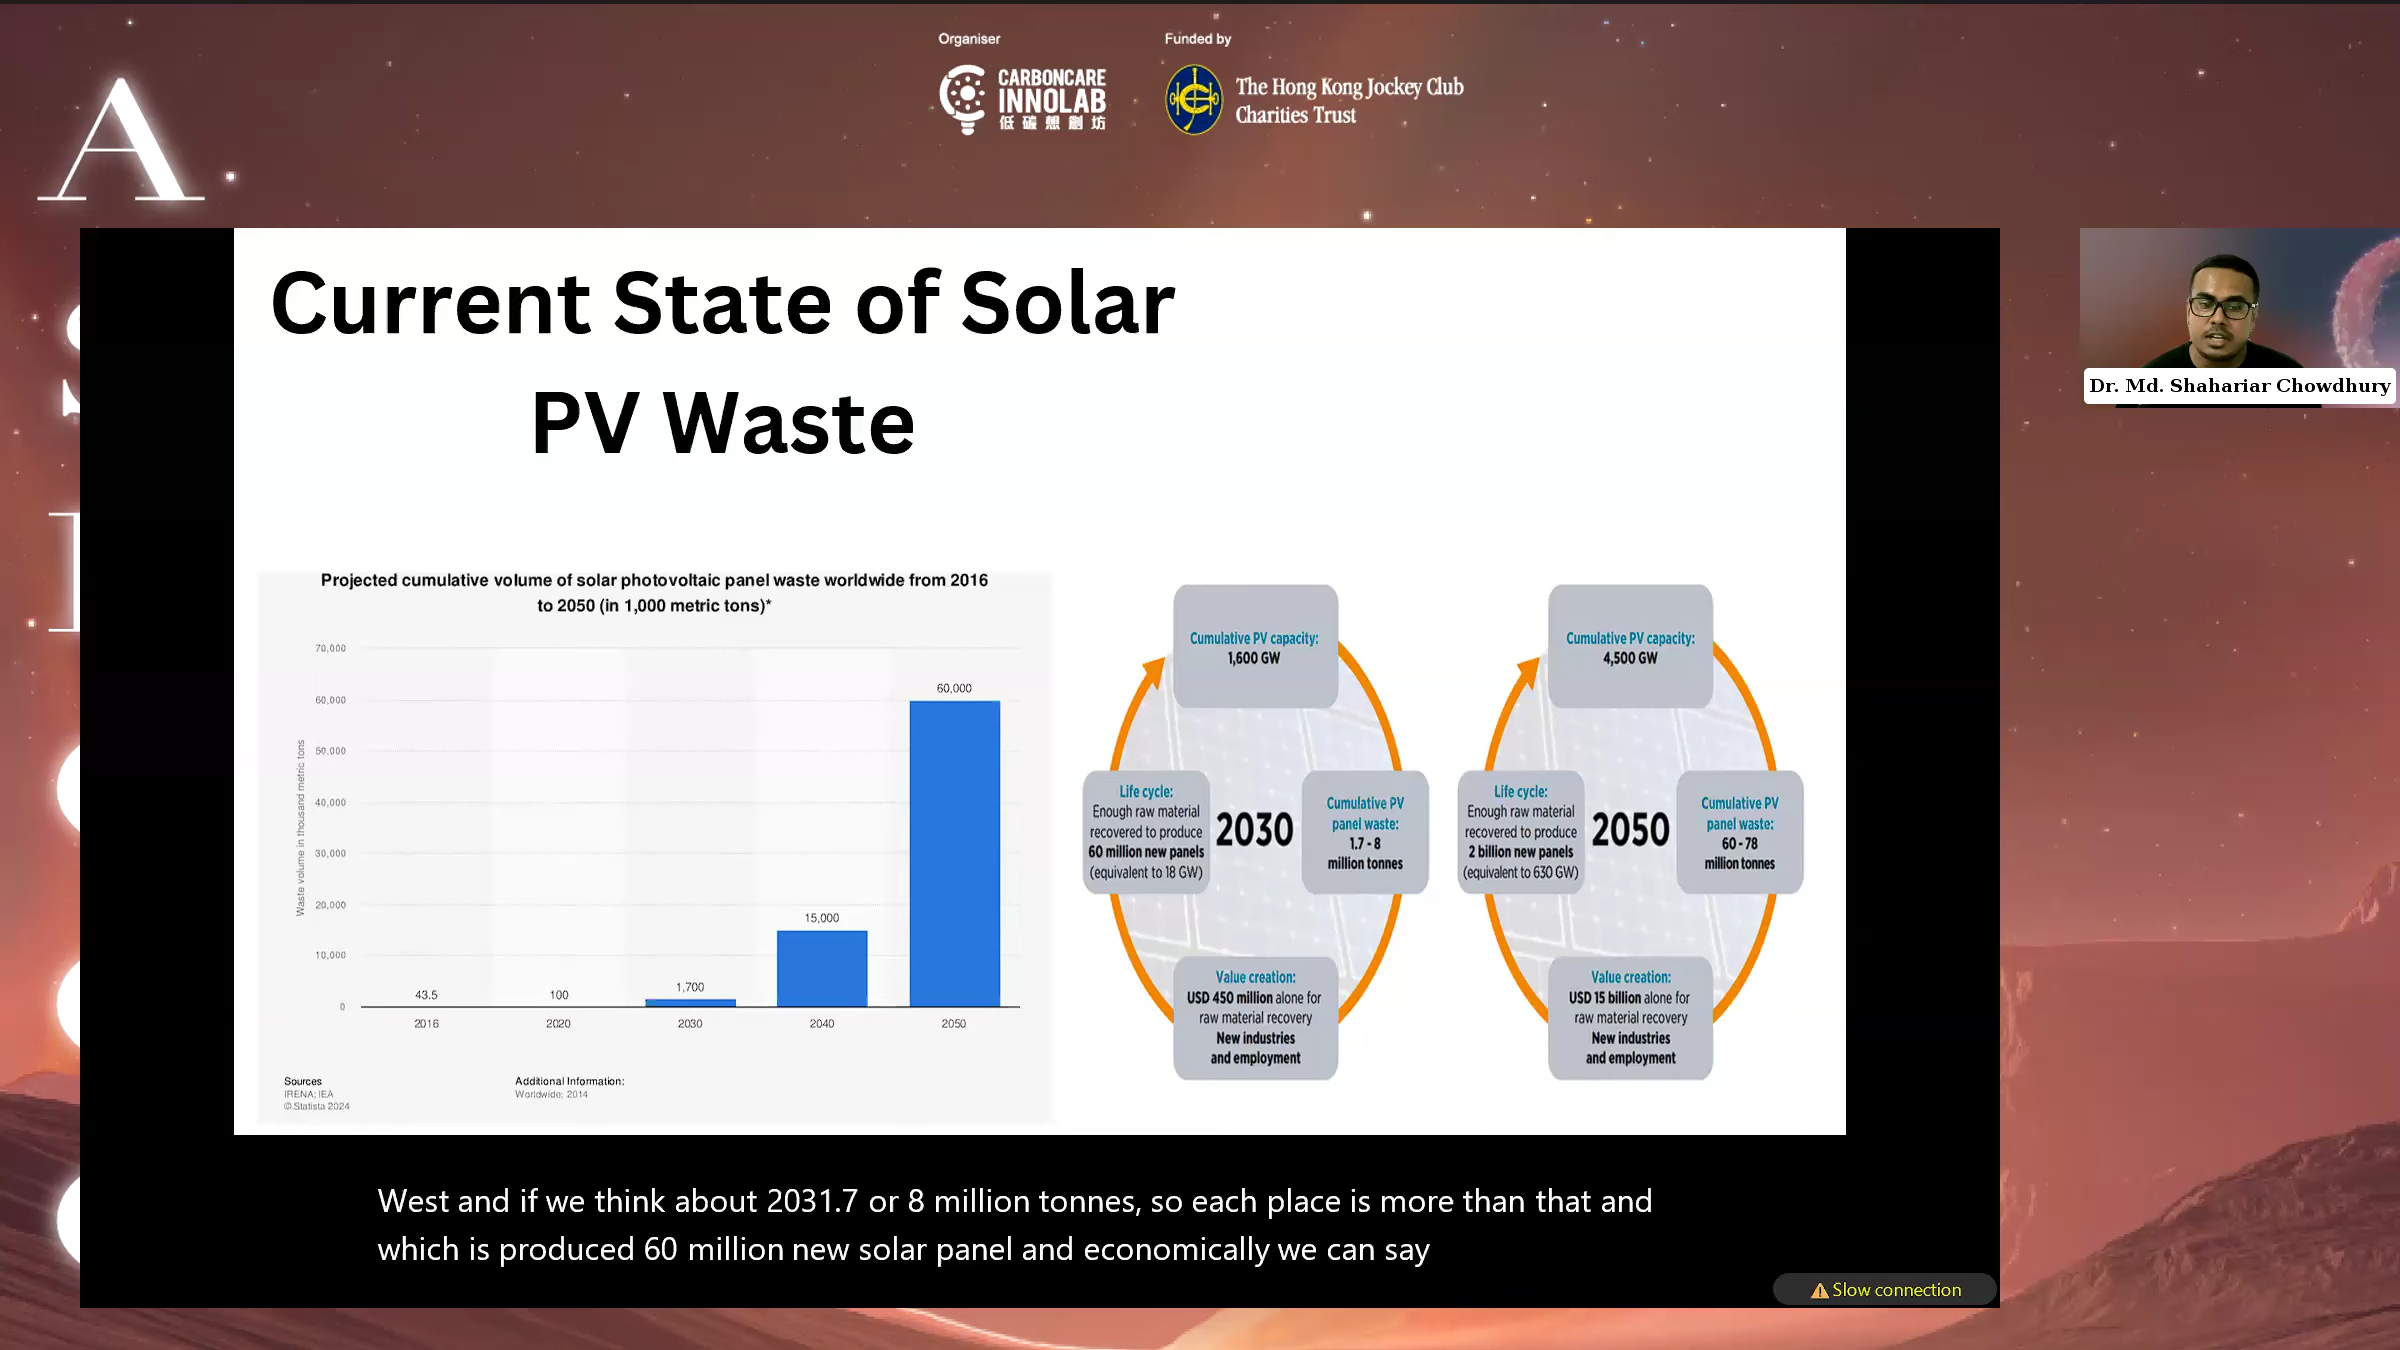 Organiser
Funded by
CARBONCARE
INNOLAB
低碳想創坊
The Hong Kong Jockey Club
Charities Trust
A
Current State of Solar
PV Waste
Dr. Md. Shahariar Chowdhury
Projected cumulative volume of solar photovoltaic panel waste worldwide from 2016
to 2050 (in 1,000 metric tons)*
Waste volume in thousand metric tons
70,000
60,000
50,000
40,000
30,000
20,000
10,000
0
43.5
100
1,700
15,000
60,000
2016
2020
2030
2040
2050
Sources
IRENA; IEA
© Statista 2024
Additional Information:
Worldwide; 2014
Cumulative PV capacity:
1,600 GW
Life cycle:
Enough raw material
recovered to produce
60 million new panels
(equivalent to 18 GW)
2030
Cumulative PV
panel waste:
1.7 - 8
million tonnes
Value creation:
USD 450 million alone for
raw material recovery
New industries
and employment
Cumulative PV capacity:
4,500 GW
Life cycle:
Enough raw material
recovered to produce
2 billion new panels
(equivalent to 630 GW)
2050
Cumulative PV
panel waste:
60 - 78
million tonnes
Value creation:
USD 15 billion alone for
raw material recovery
New industries
and employment
West and if we think about 2031.7 or 8 million tonnes, so each place is more than that and
which is produced 60 million new solar panel and economically we can say
Slow connection